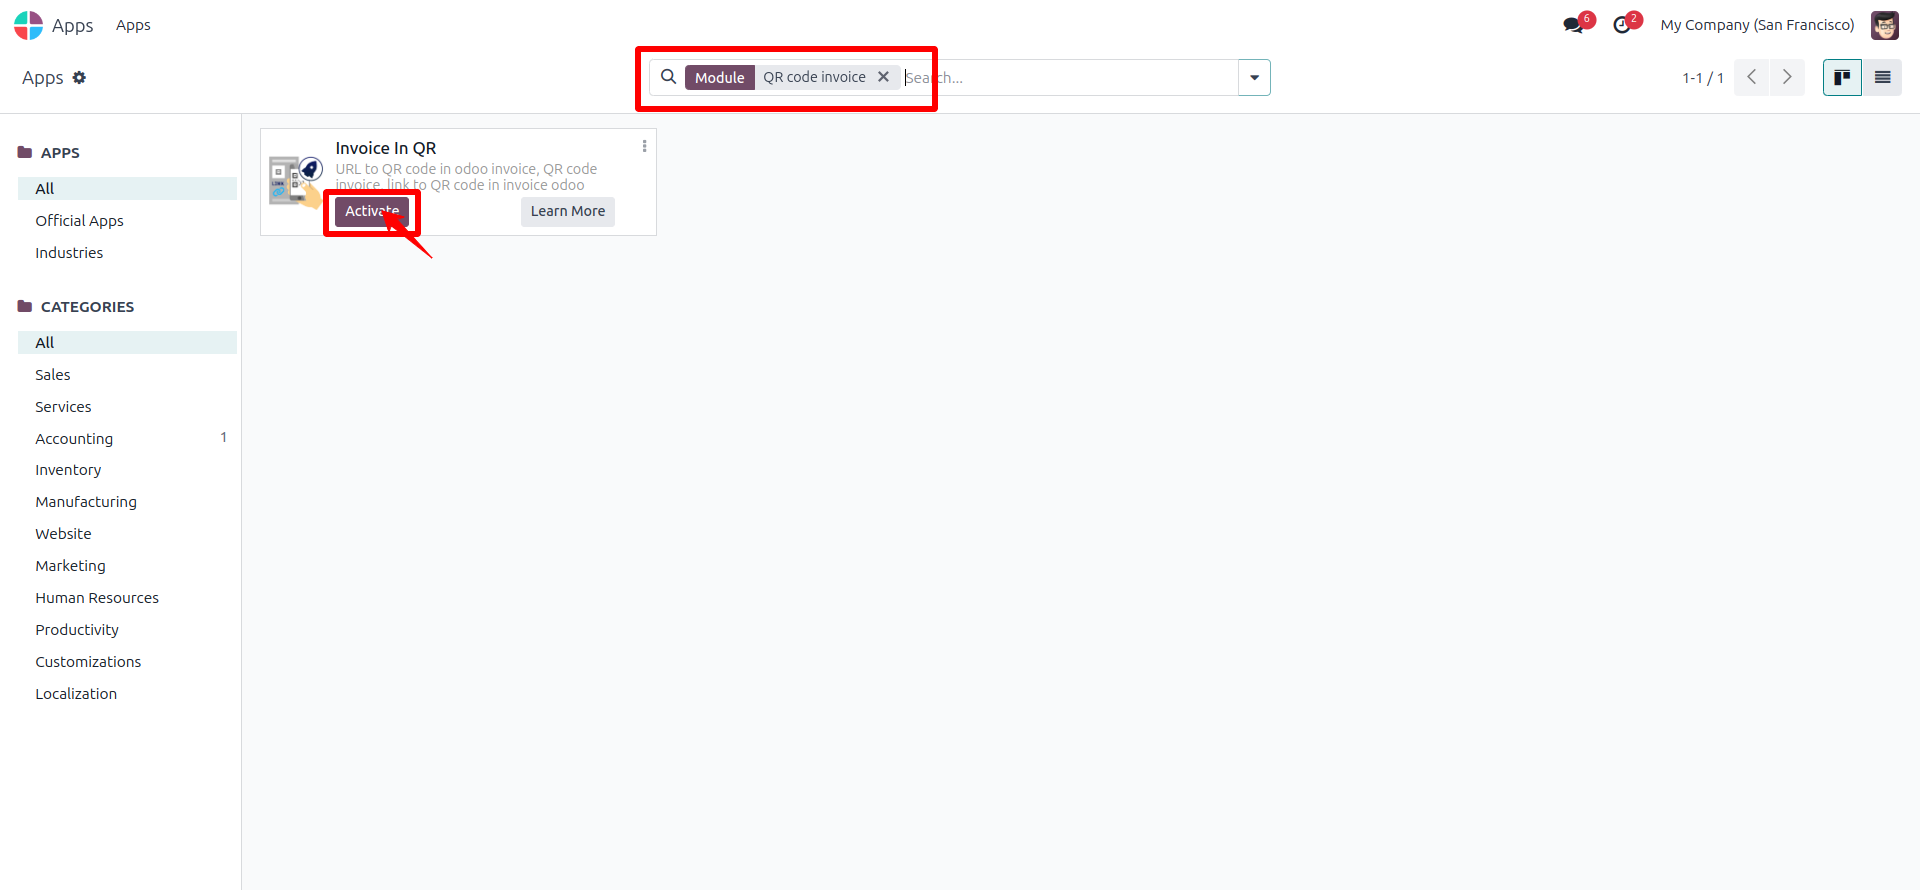 Apps Apps 6 2 My Company (San Francisco)
Apps Module QR code invoice Search... 1-1 / 1
APPS
All
Official Apps
Industries
CATEGORIES
All
Sales
Services
Accounting 1
Inventory
Manufacturing
Website
Marketing
Human Resources
Productivity
Customizations
Localization
Invoice In QR
URL to QR code in odoo invoice, QR code
invoice, link to QR code in invoice odoo
Activate Learn More